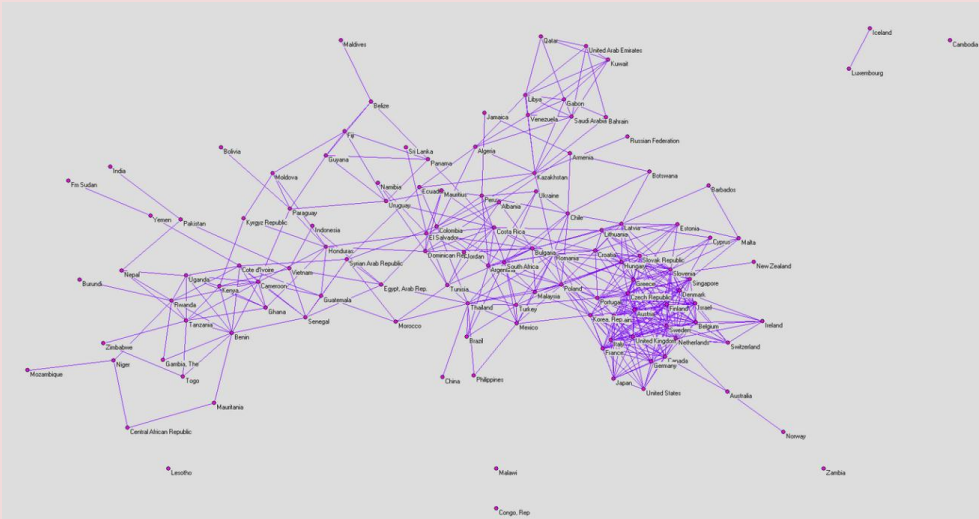 Iceland
Maldives
Qatar
Cambodia
United Arab Emirates
Kuwait
Luxembourg
Libya
Gabon
Belize
Jamaica
Venezuela
Saudi Arabia
Bahrain
Fiji
Russian Federation
Bolivia
Sri Lanka
Algeria
Guyana
Panama
Armenia
India
Moldova
Kazakhstan
Botswana
Fm Sudan
Namibia
Mauritius
Ukraine
Barbados
Uruguay
Peru
Albania
Paraguay
Yemen
Pakistan
Kyrgyz Republic
Chile
Indonesia
Colombia
Costa Rica
Latvia
Estonia
El Salvador
Lithuania
Cyprus
Malta
Honduras
Bulgaria
Croatia
Jordan
Romania
Slovak Republic
Syrian Arab Republic
Cote d'Ivoire
Vietnam
South Africa
Hungary
New Zealand
Nepal
Slovenia
Uganda
Cameroon
Greece
Singapore
Burundi
Kenya
Egypt, Arab Rep.
Tunisia
Poland
Malaysia
Czech Republic
Denmark
Rwanda
Guatemala
Portugal
Ghana
Thailand
Turkey
Finland
Israel
Austria
Senegal
Korea, Rep
Tanzania
Morocco
Mexico
Belgium
Ireland
Sweden
Benin
Brazil
United Kingdom
Netherlands
Switzerland
Zimbabwe
Italy
France
Niger
Gambia, The
Canada
Germany
Mozambique
Togo
China
Philippines
Japan
United States
Australia
Mauritania
Central African Republic
Norway
Lesotho
Malawi
Zambia
Congo, Rep